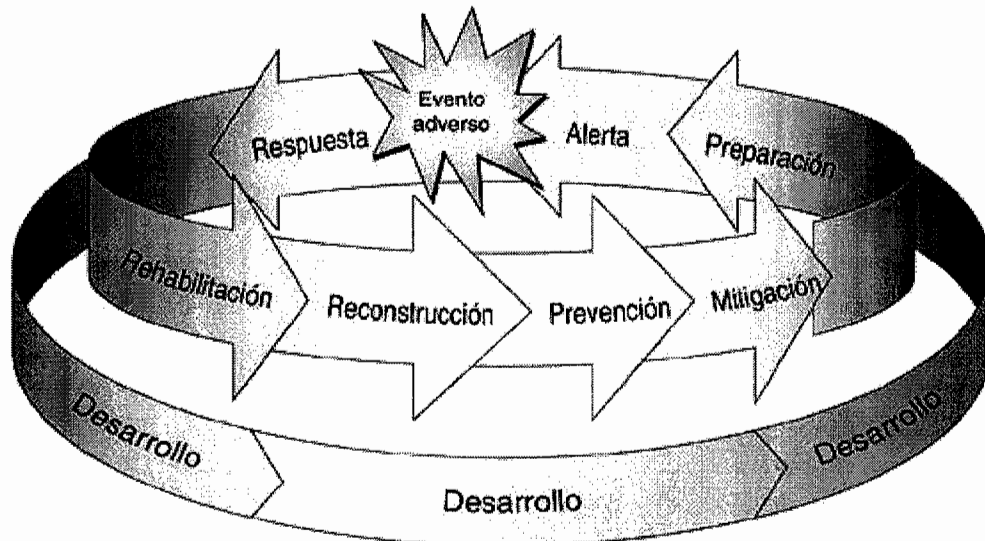 Evento
adverso
Respuesta
Alerta
Preparación
Rehabilitación
Reconstrucción
Prevención
Mitigación
Desarrollo
Desarrollo
Desarrollo